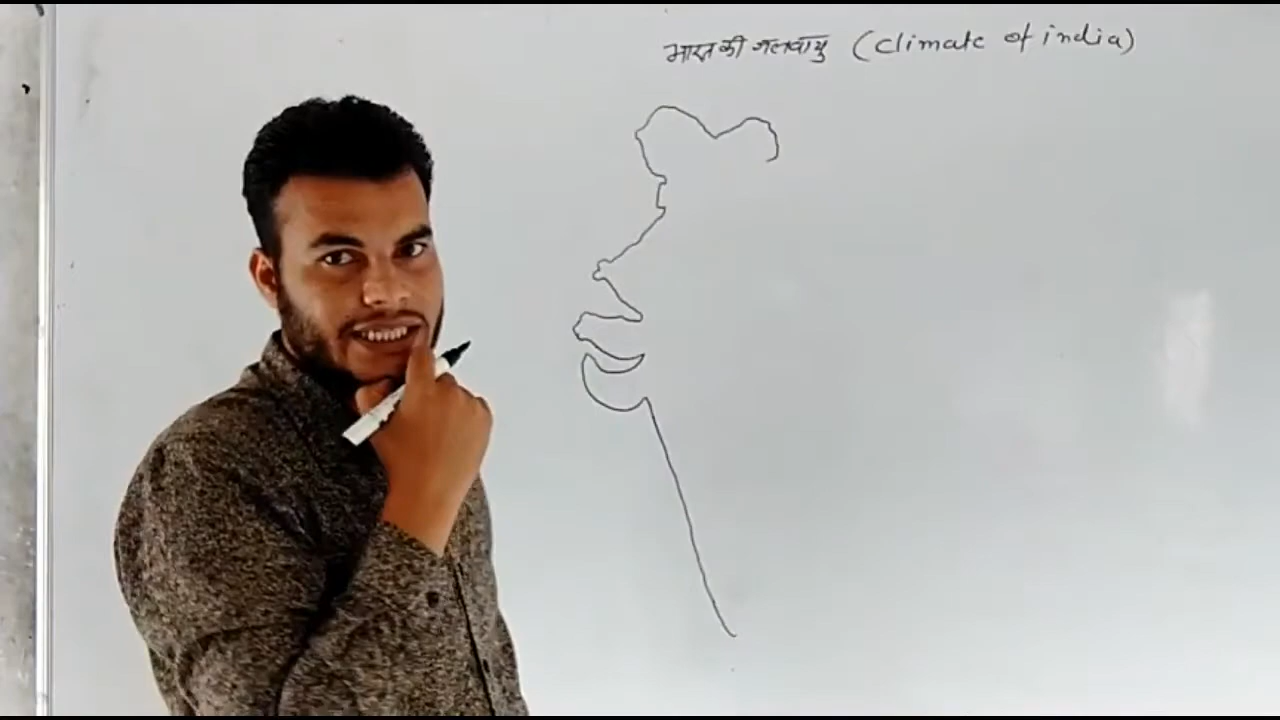 भारत की जलवायु (climate of india)